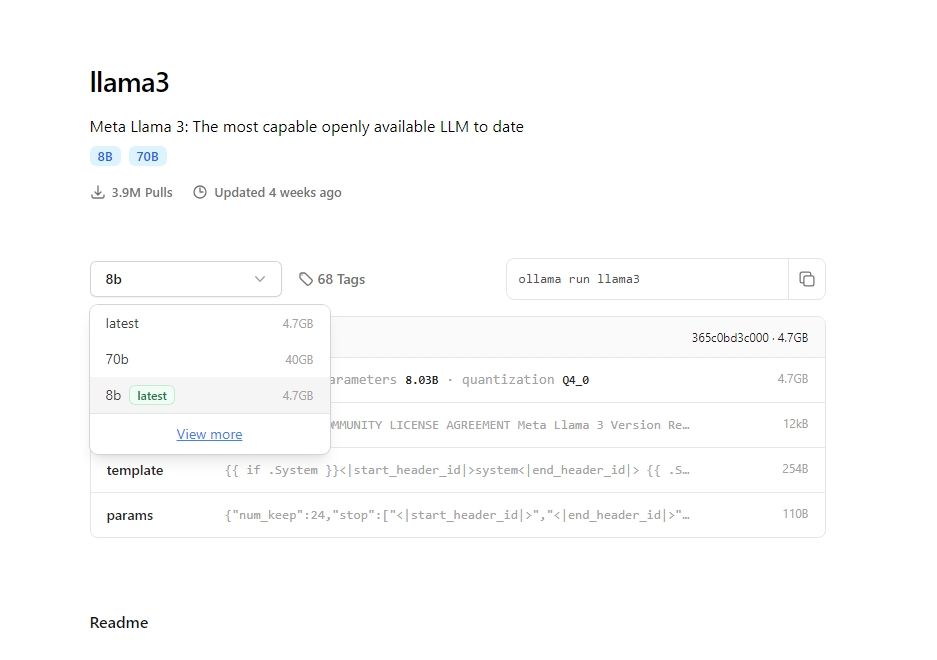 llama3
Meta Llama 3: The most capable openly available LLM to date
8B 70B
3.9M Pulls Updated 4 weeks ago
8b 68 Tags ollama run llama3
latest 4.7GB
365c0bd3c000 · 4.7GB
70b 40GB
arameters 8.03B · quantization Q4_0 4.7GB
8b latest 4.7GB
MMUNITY LICENSE AGREEMENT Meta Llama 3 Version Re… 12kB
View more
template {{ if .System }}<|start_header_id|>system<|end_header_id|> {{ .S… 254B
params {"num_keep":24,"stop":["<|start_header_id|>","<|end_header_id|>"… 110B
Readme